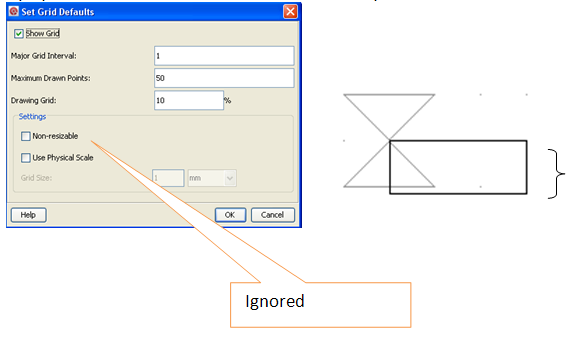 Set Grid Defaults
Show Grid
Major Grid Interval: 1
Maximum Drawn Points: 50
Drawing Grid: 10 %
Settings
Non-resizable
Use Physical Scale
Grid Size: 1 mm
Help OK Cancel
Ignored